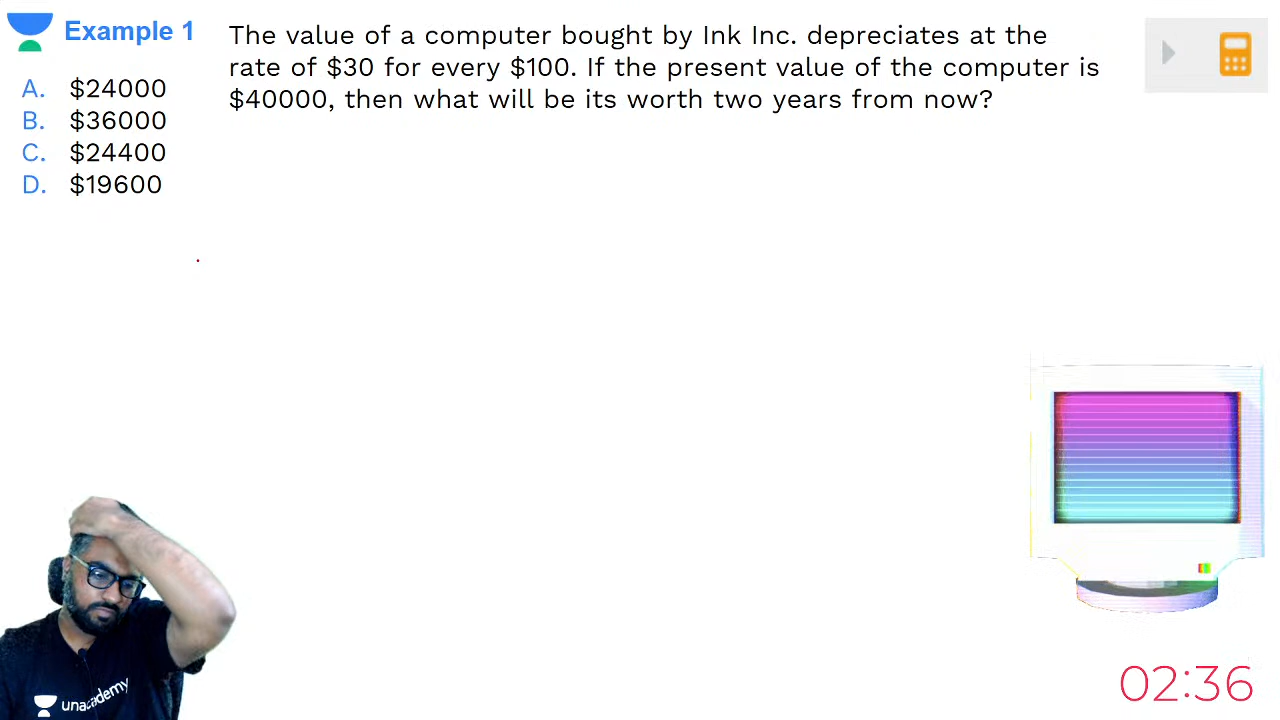 Example 1
The value of a computer bought by Ink Inc. depreciates at the
rate of $30 for every $100. If the present value of the computer is
$40000, then what will be its worth two years from now?
A. $24000
B. $36000
C. $24400
D. $19600
unacademy
02:36